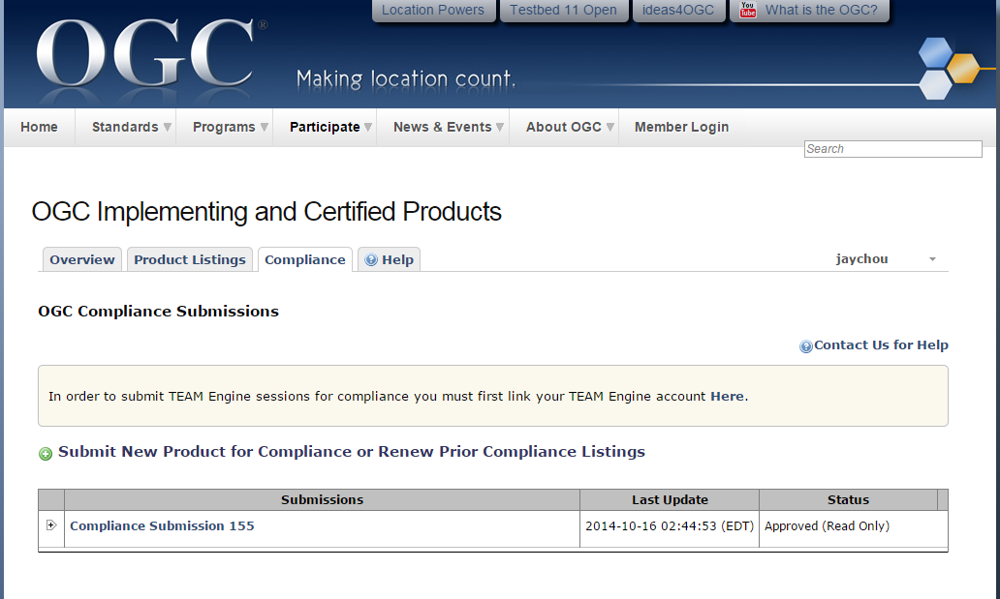 Location Powers Testbed 11 Open ideas4OGC You Tube What is the OGC?
OGC®
Making location count.
Home Standards Programs Participate News & Events About OGC Member Login
Search
OGC Implementing and Certified Products
Overview Product Listings Compliance Help jaychou
OGC Compliance Submissions
Contact Us for Help
In order to submit TEAM Engine sessions for compliance you must first link your TEAM Engine account Here.
Submit New Product for Compliance or Renew Prior Compliance Listings
Submissions Last Update Status
Compliance Submission 155 2014-10-16 02:44:53 (EDT) Approved (Read Only)